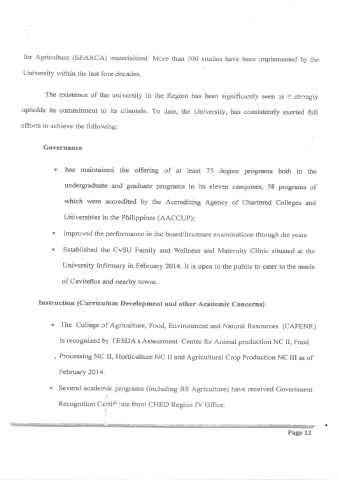 for Agriculture (SEARCA) materialized. More than 500 studies have been implemented by the
University within the last four decades.
The existence of the university in the Region has been significantly seen as it strongly
upholds its commitment to its clientele. To date, the University, has consistently exerted full
efforts to achieve the following:
Governance
• has maintained the offering of at least 75 degree programs both in the
undergraduate and graduate programs in its eleven campuses, 58 programs of
which were accredited by the Accrediting Agency of Chartered Colleges and
Universities in the Philippines (AACCUP);
• Improved the performance in the board/licensure examinations through the years
• Established the CvSU Family and Wellness and Maternity Clinic situated at the
University Infirmary in February 2014. It is open to the public to cater to the needs
of Caviteños and nearby towns.
Instruction (Curriculum Development and other Academic Concerns)
• The College of Agriculture, Food, Environment and Natural Resources (CAFENR)
is recognized by TESDA s Assessment Center for Animal production NC II, Food
Processing NC II, Horticulture NC II and Agricultural Crop Production NC III as of
February 2014.
• Several academic programs (including BS Agriculture) have received Government
Recognition Certificate from CHED Region IV Office.
Page 12